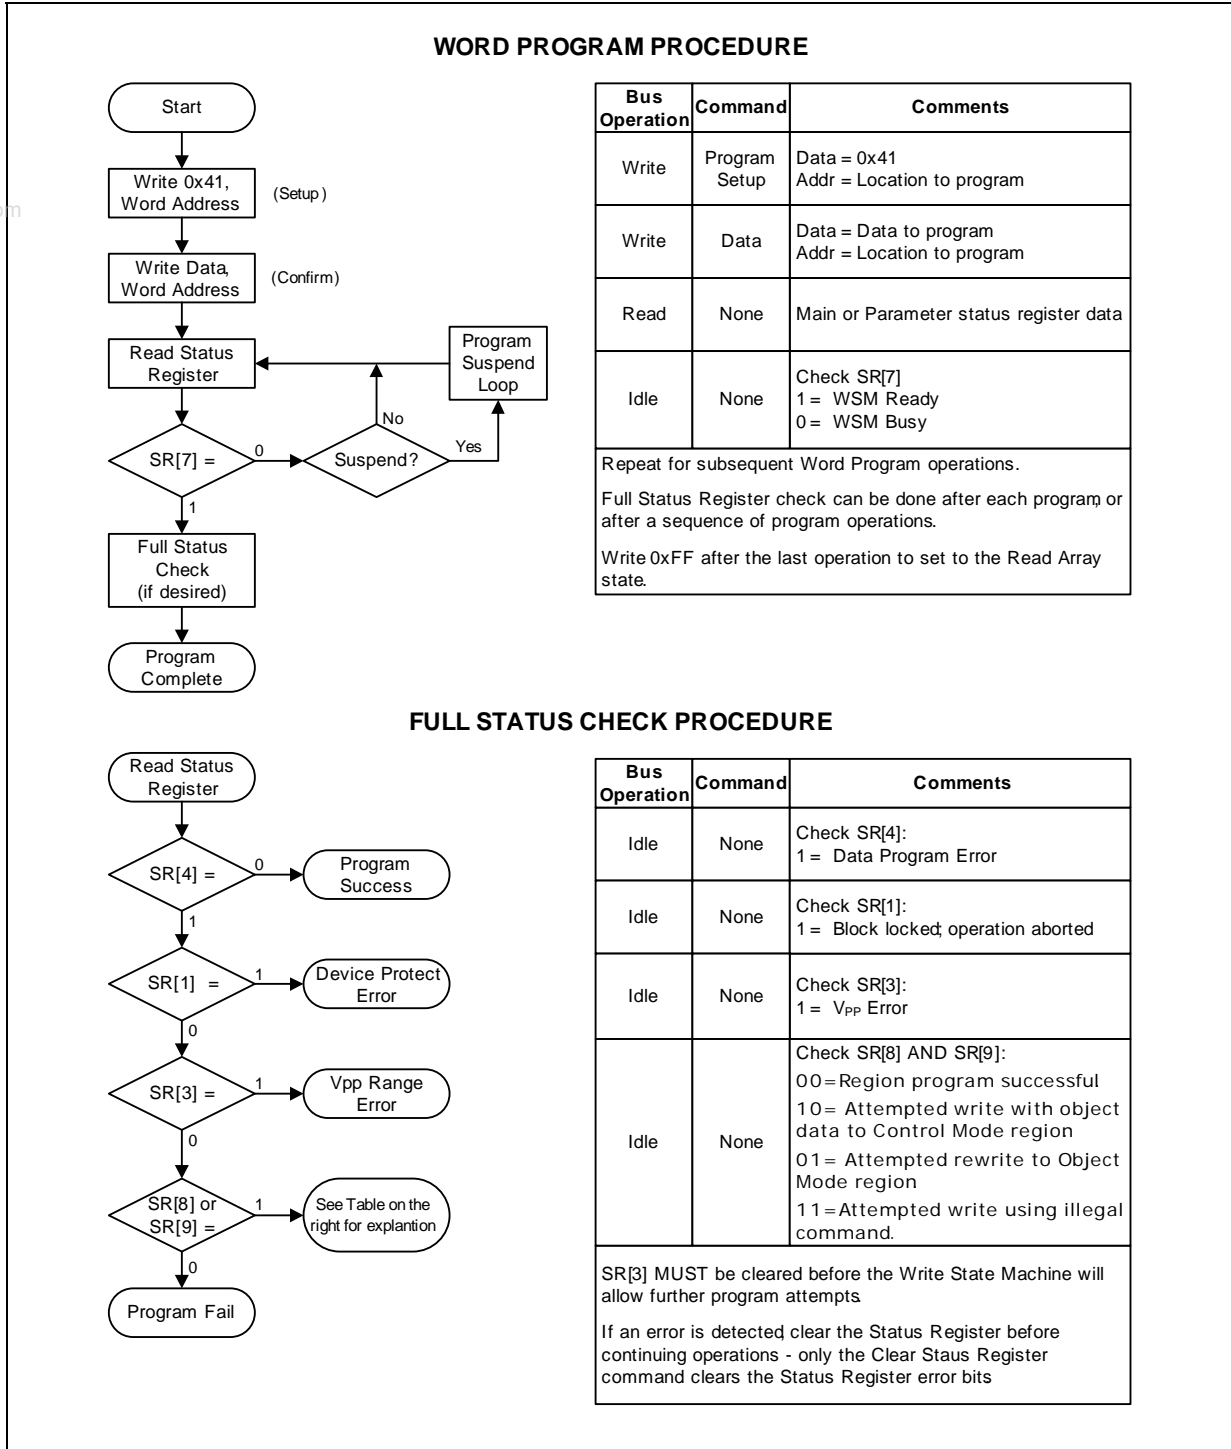 WORD PROGRAM PROCEDURE
Start
Write 0x41,
Word Address
(Setup)
Write Data,
Word Address
(Confirm)
Read Status
Register
Program
Suspend
Loop
No
SR[7] =
0
Suspend?
Yes
1
Full Status
Check
(if desired)
Program
Complete
Bus
Operation
Command
Comments
Write
Program
Setup
Data = 0x41
Addr = Location to program
Write
Data
Data = Data to program
Addr = Location to program
Read
None
Main or Parameter status register data
Idle
None
Check SR[7]
1 = WSM Ready
0 = WSM Busy
Repeat for subsequent Word Program operations.
Full Status Register check can be done after each program, or
after a sequence of program operations.
Write 0xFF after the last operation to set to the Read Array
state.
om
FULL STATUS CHECK PROCEDURE
Read Status
Register
SR[4] =
0
Program
Success
1
SR[1] =
1
Device Protect
Error
0
SR[3] =
1
Vpp Range
Error
0
SR[8] or
SR[9] =
1
See Table on the
right for explantion
0
Program Fail
Bus
Operation
Command
Comments
Idle
None
Check SR[4]:
1 = Data Program Error
Idle
None
Check SR[1]:
1 = Block locked; operation aborted
Idle
None
Check SR[3]:
1 = VPP Error
Idle
None
Check SR[8] AND SR[9]:
00=Region program successful
10= Attempted write with object
data to Control Mode region
01= Attempted rewrite to Object
Mode region
11=Attempted write using illegal
command.
SR[3] MUST be cleared before the Write State Machine will
allow further program attempts.
If an error is detected, clear the Status Register before
continuing operations - only the Clear Staus Register
command clears the Status Register error bits